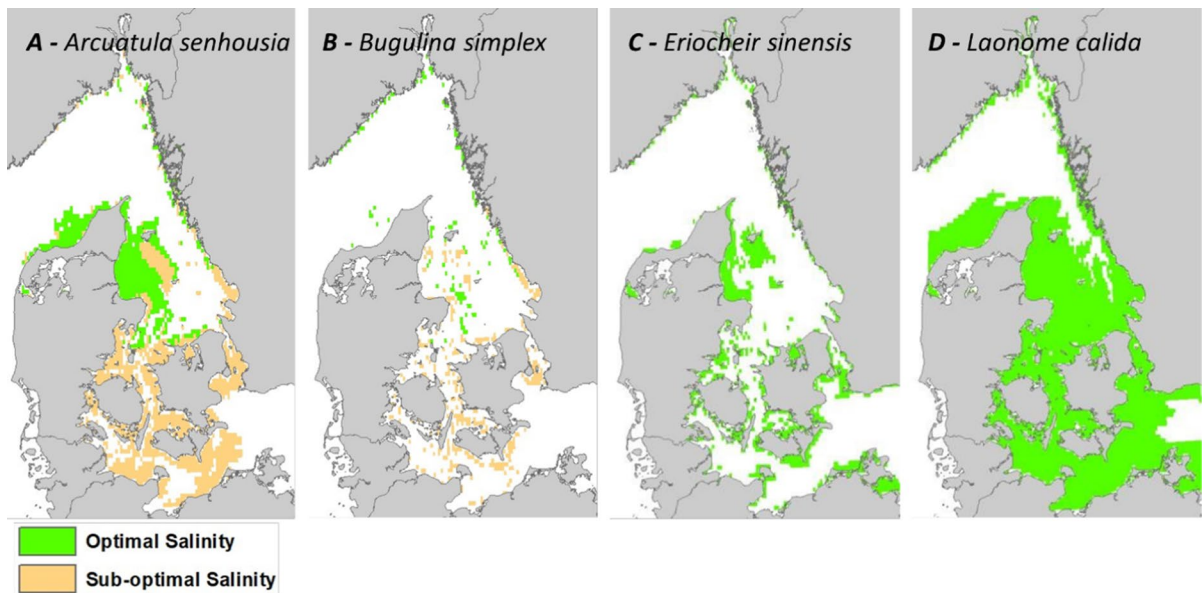 A - Arcuatula senhousia
B - Bugulina simplex
C - Eriocheir sinensis
D - Laonome calida
Optimal Salinity
Sub-optimal Salinity